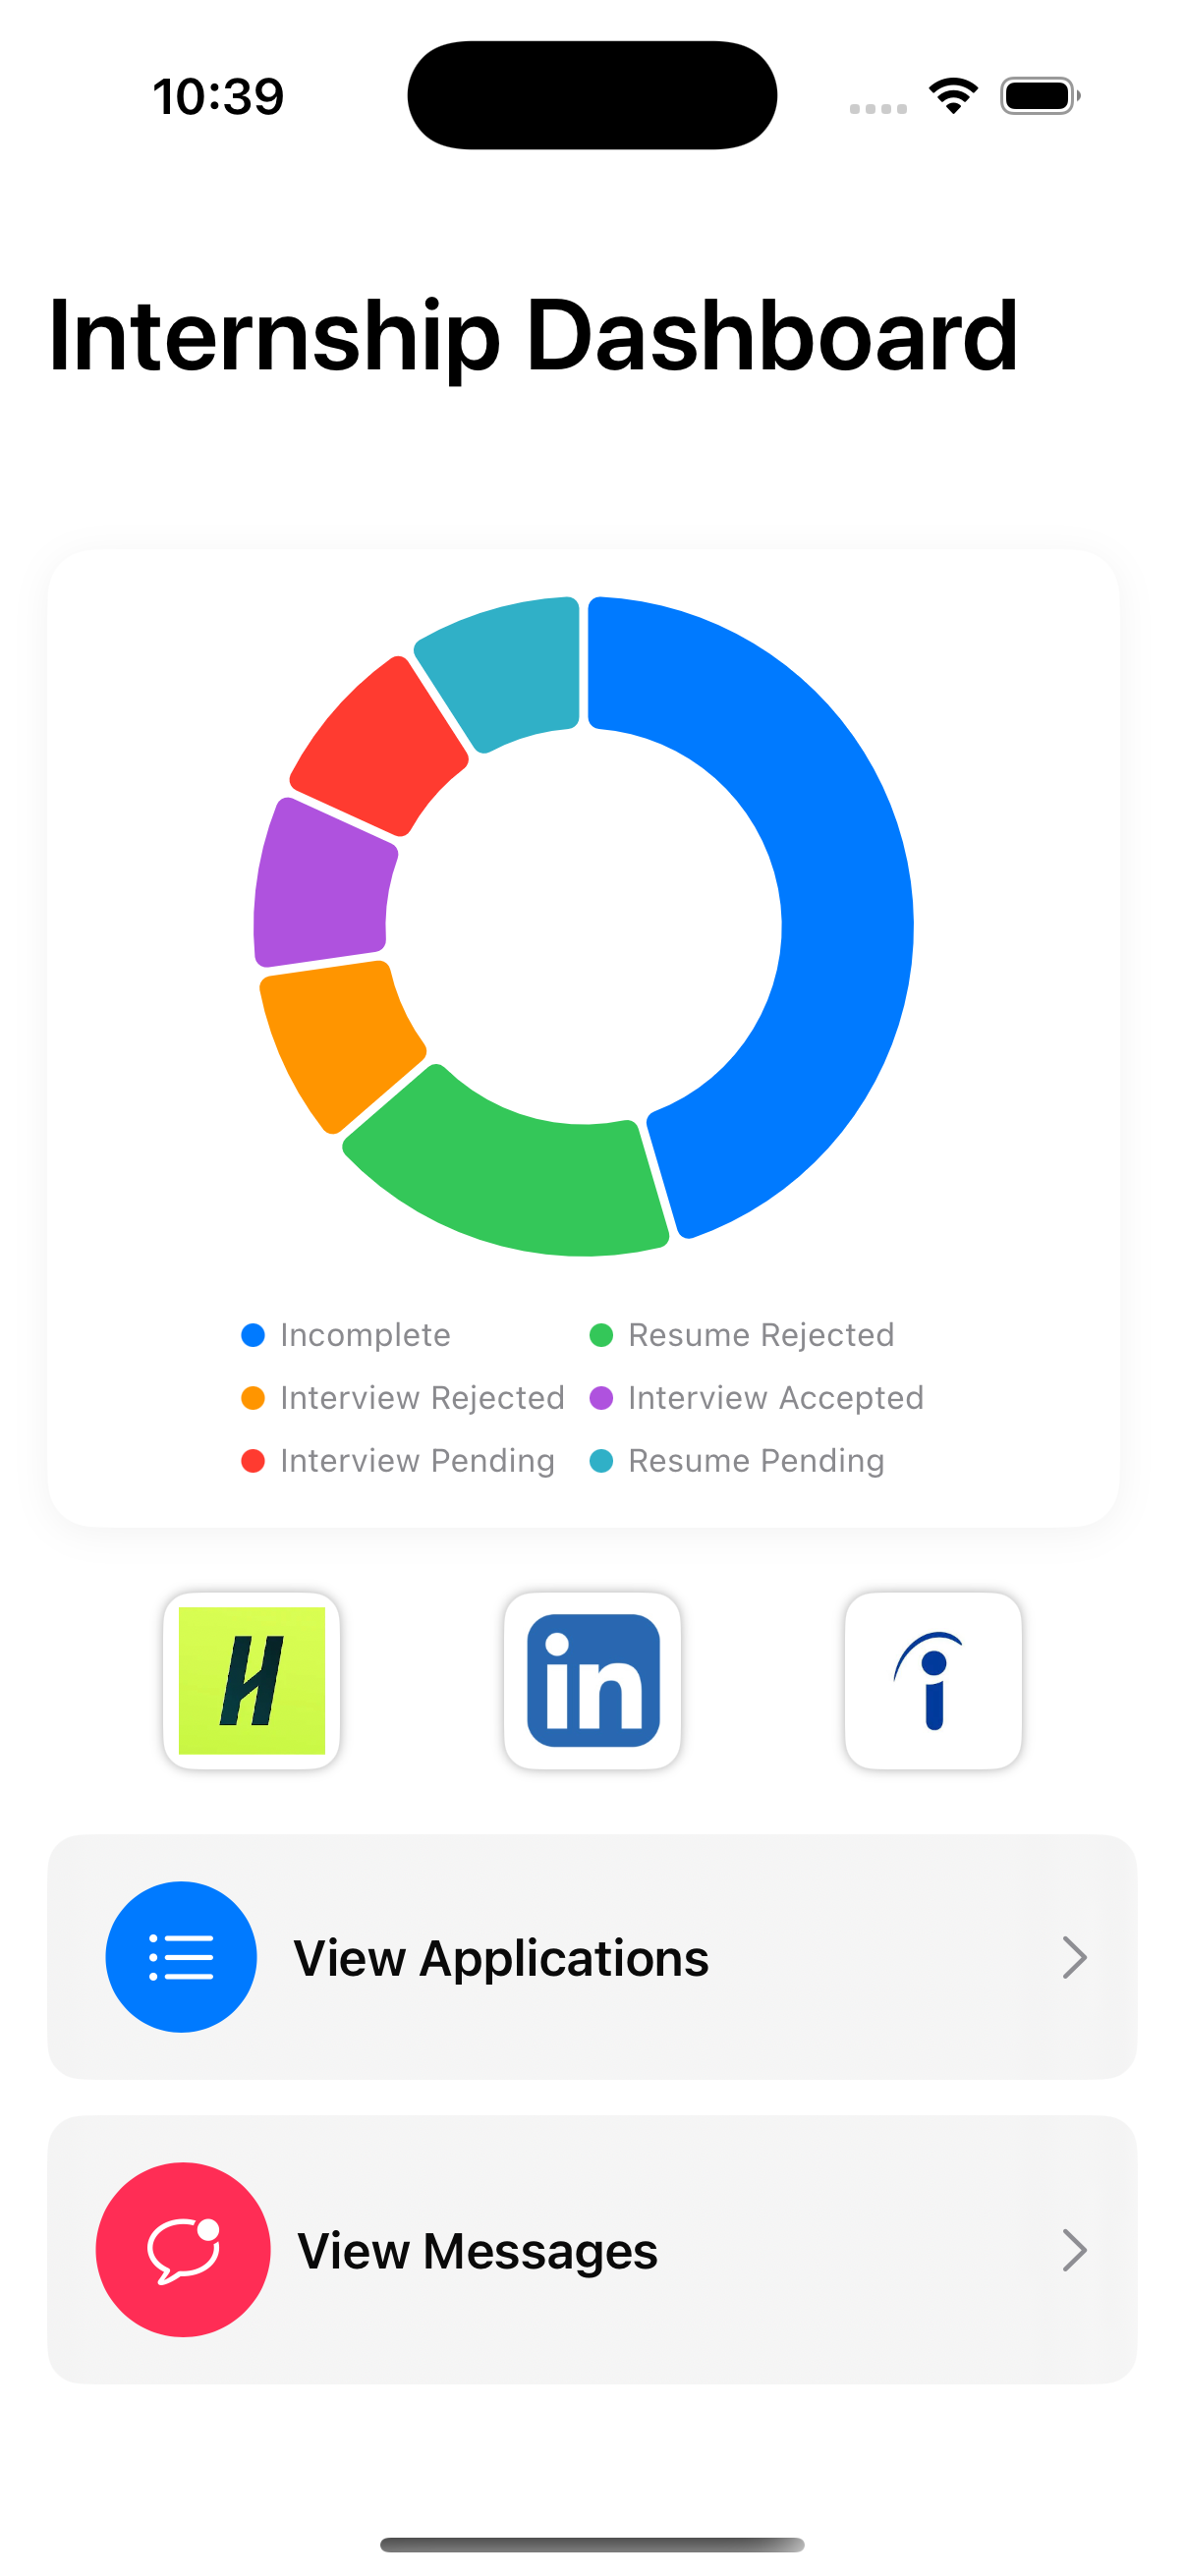 10:39
Internship Dashboard
Incomplete
Resume Rejected
Interview Rejected
Interview Accepted
Interview Pending
Resume Pending
H
in
i
View Applications
View Messages